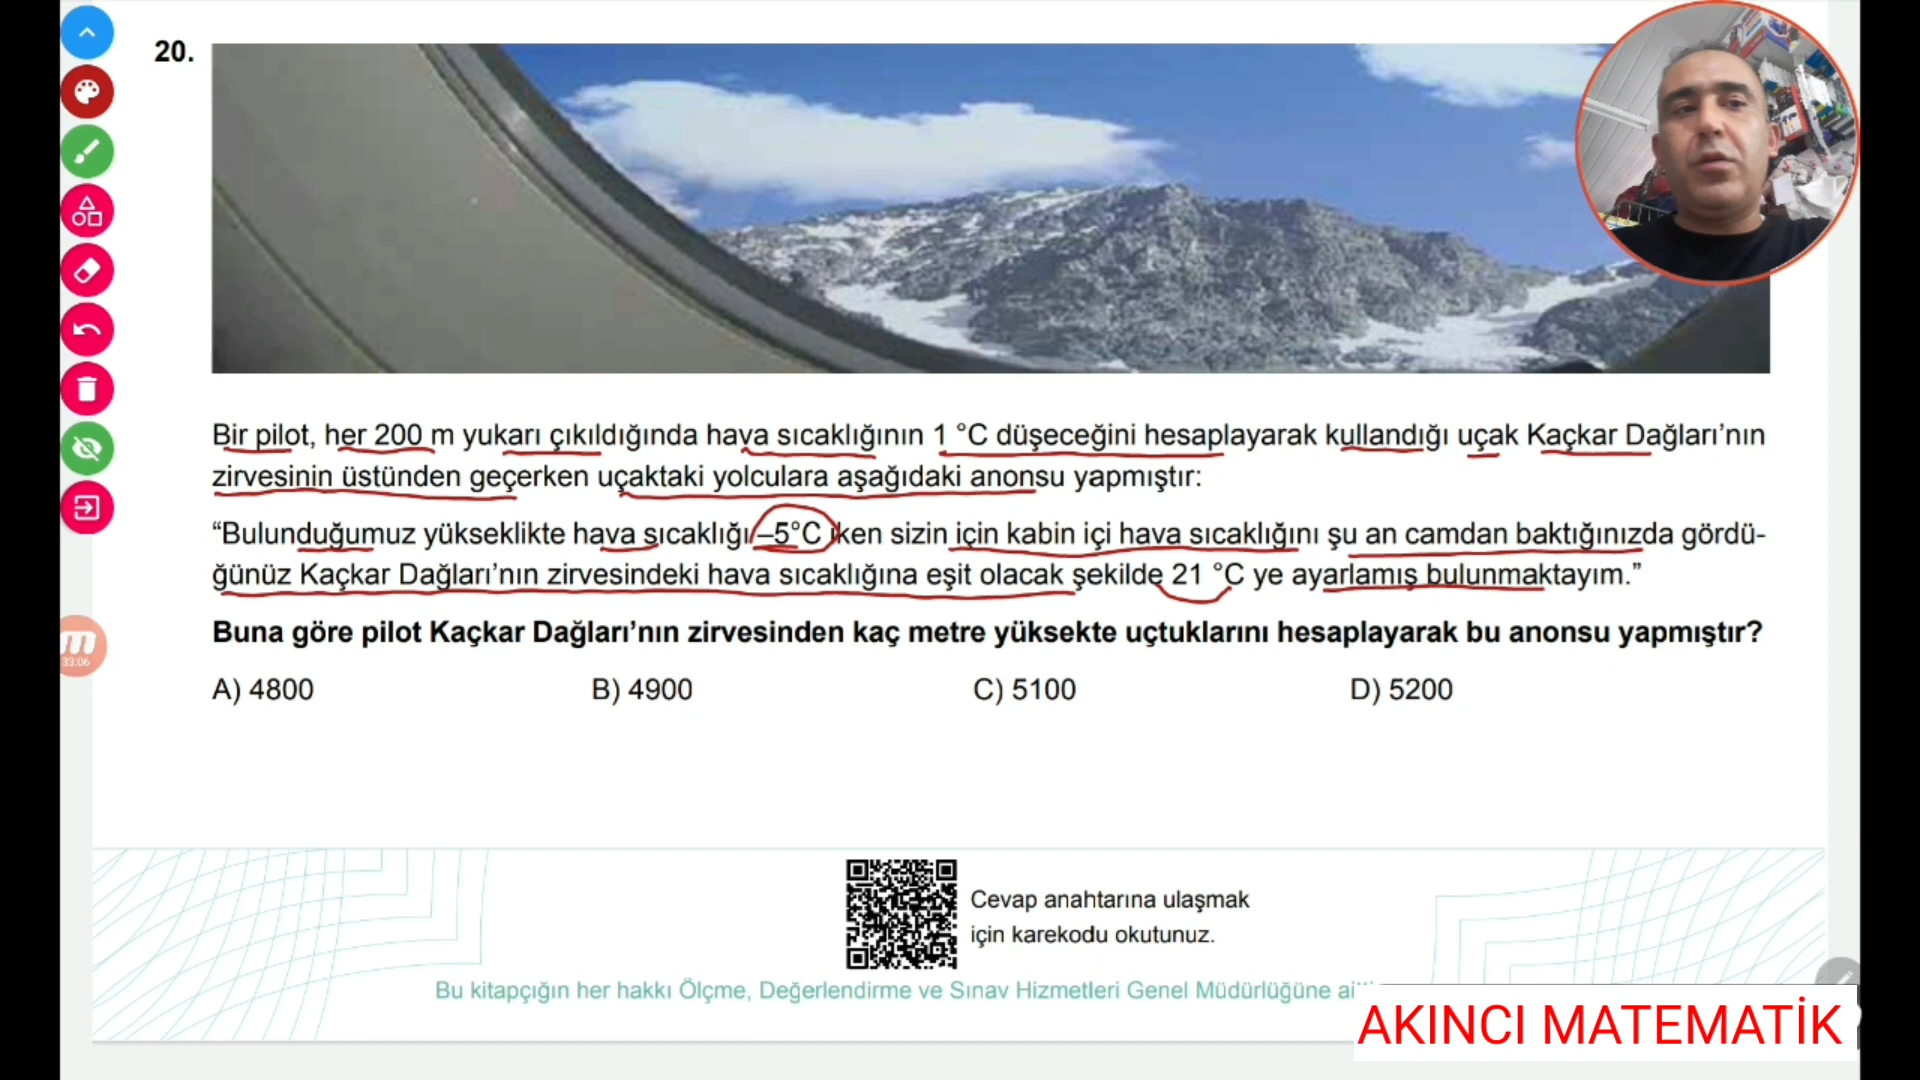 20.
Bir pilot, her 200 m yukarı çıkıldığında hava sıcaklığının 1 °C düşeceğini hesaplayarak kullandığı uçak Kaçkar Dağları’nın
zirvesinin üstünden geçerken uçaktaki yolculara aşağıdaki anonsu yapmıştır:
“Bulunduğumuz yükseklikte hava sıcaklığı –5°C iken sizin için kabin içi hava sıcaklığını şu an camdan baktığınızda gördü-
ğünüz Kaçkar Dağları’nın zirvesindeki hava sıcaklığına eşit olacak şekilde 21 °C ye ayarlamış bulunmaktayım.”
Buna göre pilot Kaçkar Dağları’nın zirvesinden kaç metre yüksekte uçtuklarını hesaplayarak bu anonsu yapmıştır?
A) 4800 B) 4900 C) 5100 D) 5200
33:06
Cevap anahtarına ulaşmak
için karekodu okutunuz.
Bu kitapçığın her hakkı Ölçme, Değerlendirme ve Sınav Hizmetleri Genel Müdürlüğüne
AKINCI MATEMATİK